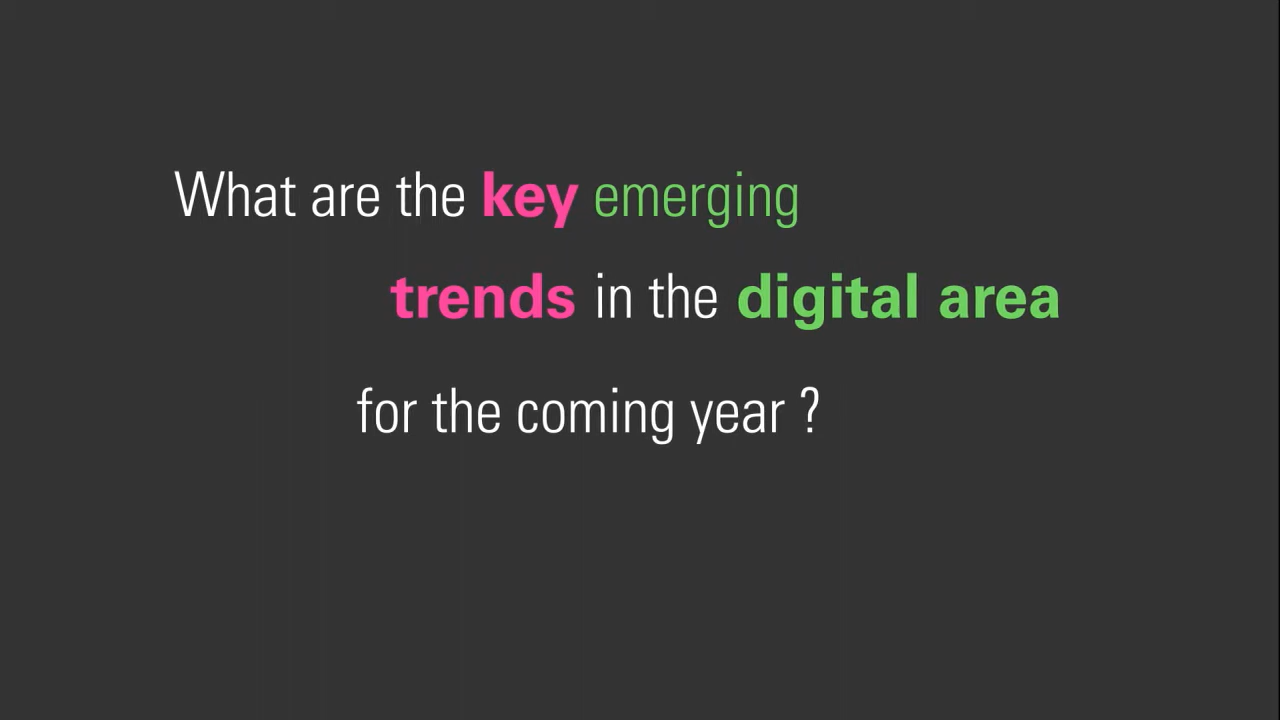 What are the key emerging
trends in the digital area
for the coming year ?